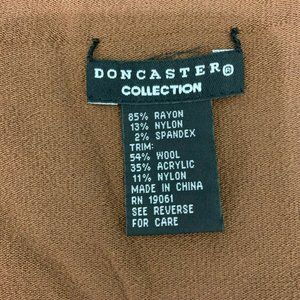 DONCASTER®
COLLECTION
85% RAYON
13% NYLON
2% SPANDEX
TRIM:
54% WOOL
35% ACRYLIC
11% NYLON
MADE IN CHINA
RN 19061
SEE REVERSE
FOR CARE